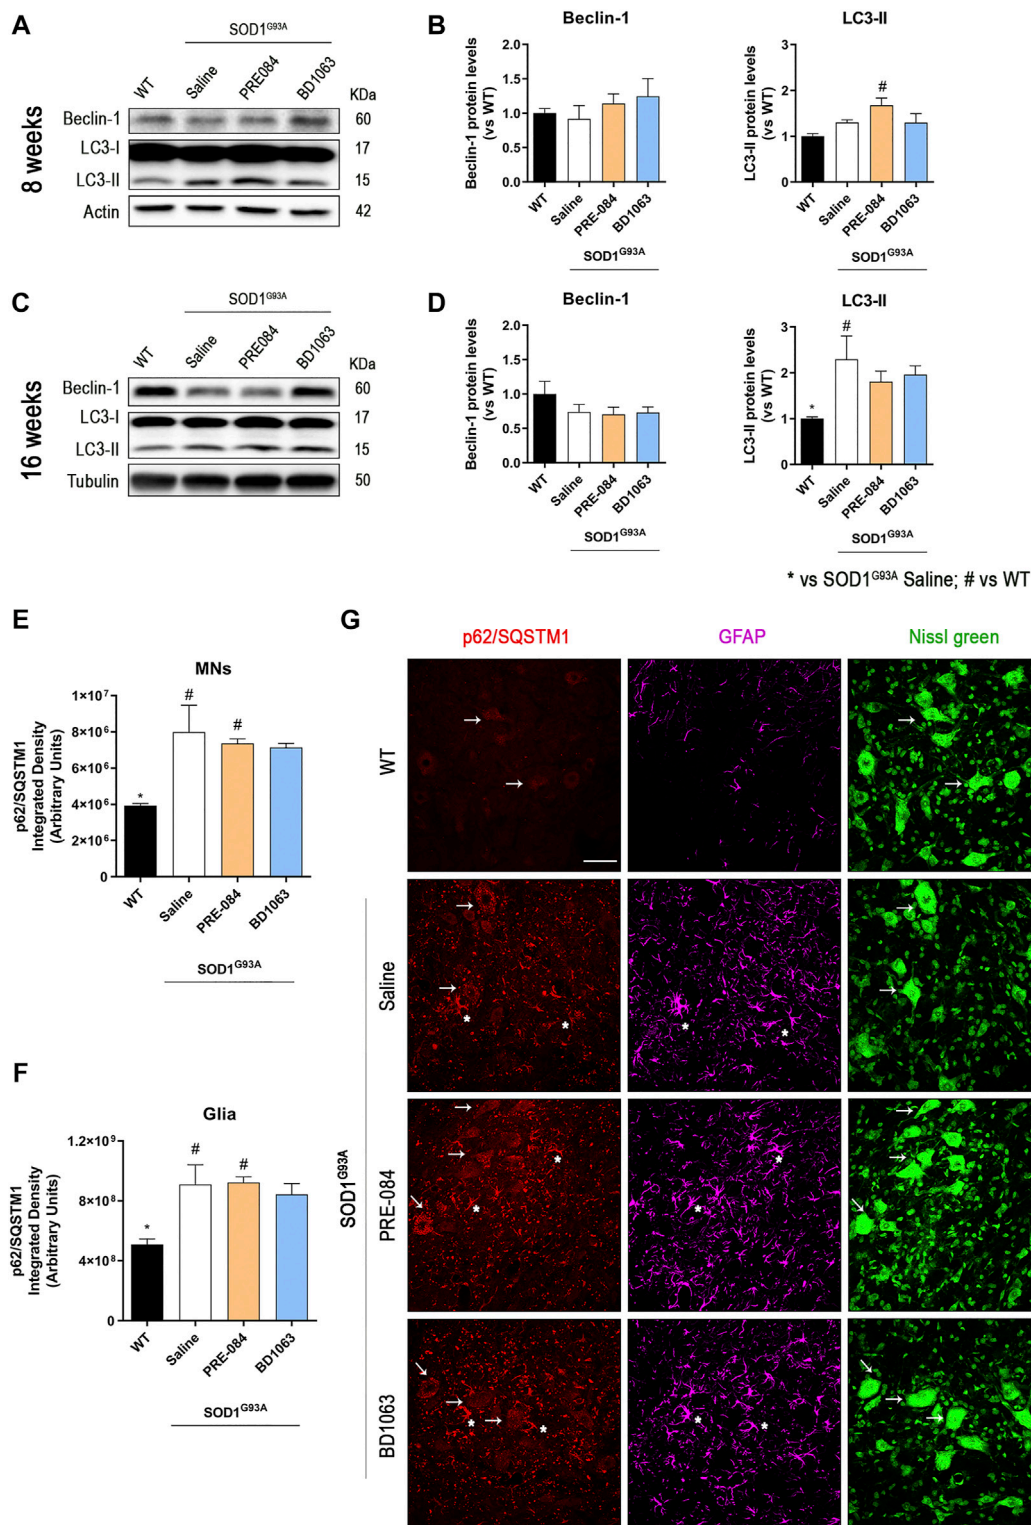 A
SOD1G93A
WT
Saline
PRE084
BD1063
KDa
8 weeks
Beclin-1
60
LC3-I
17
LC3-II
15
Actin
42
B
Beclin-1
Beclin-1 protein levels
(vs WT)
2.0
1.5
1.0
0.5
0.0
WT
Saline
PRE-084
BD1063
SOD1G93A
LC3-II
LC3-II protein levels
(vs WT)
3
2
1
0
#
WT
Saline
PRE-084
BD1063
SOD1G93A
C
SOD1G93A
WT
Saline
PRE084
BD1063
KDa
16 weeks
Beclin-1
60
LC3-I
17
LC3-II
15
Tubulin
50
D
Beclin-1
Beclin-1 protein levels
(vs WT)
2.0
1.5
1.0
0.5
0.0
WT
Saline
PRE-084
BD1063
SOD1G93A
LC3-II
LC3-II protein levels
(vs WT)
3
2
1
0
*
#
WT
Saline
PRE-084
BD1063
SOD1G93A
* vs SOD1G93A Saline; # vs WT
E
MNs
p62/SQSTM1
Integrated Density
(Arbitrary Units)
1×10⁷
8×10⁶
6×10⁶
4×10⁶
2×10⁶
0
*
#
#
WT
Saline
PRE-084
BD1063
SOD1G93A
F
Glia
p62/SQSTM1
Integrated Density
(Arbitrary Units)
1.2×10⁹
8×10⁸
4×10⁸
0
*
#
#
WT
Saline
PRE-084
BD1063
SOD1G93A
G
p62/SQSTM1
GFAP
Nissl green
WT
SOD1G93A
Saline
* *
* *
PRE-084
* *
* *
BD1063
* *
* *